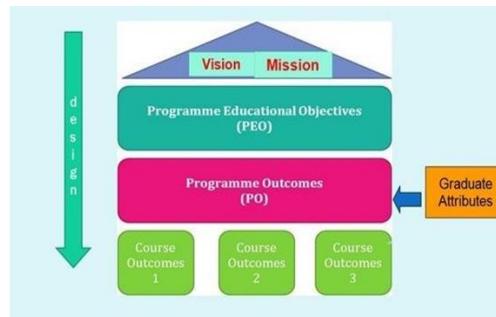 Vision Mission
design
Programme Educational Objectives
(PEO)
Programme Outcomes
(PO)
Graduate
Attributes
Course
Outcomes
1
Course
Outcomes
2
Course
Outcomes
3